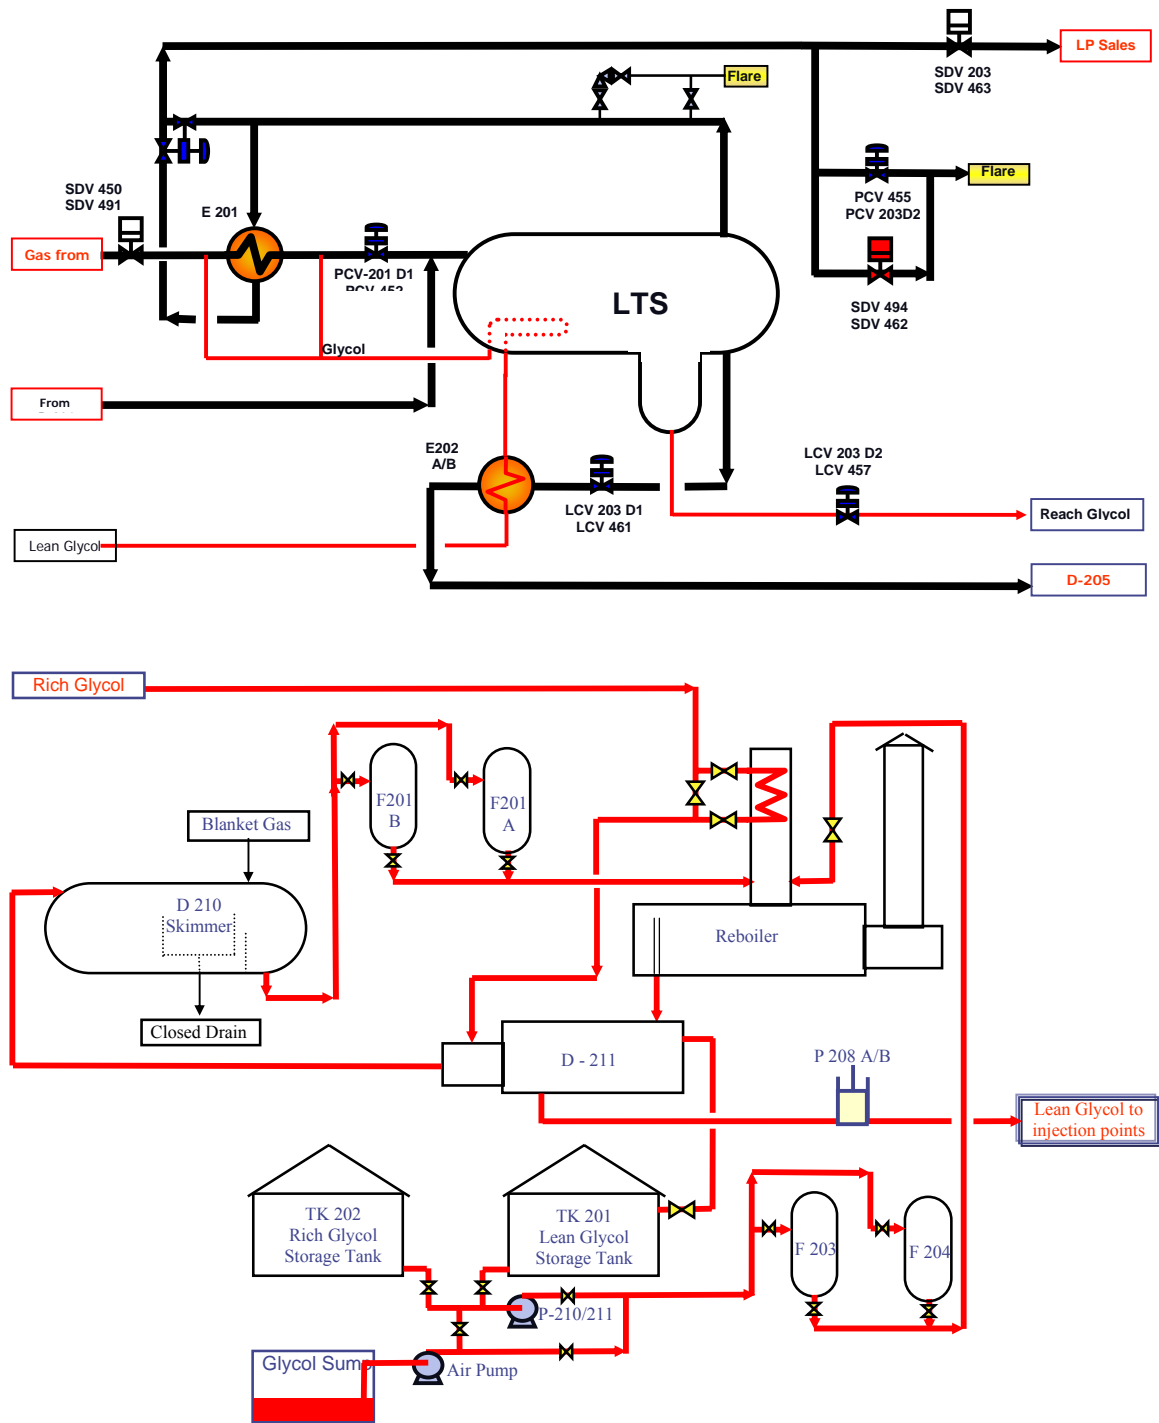 LP Sales
SDV 203
SDV 463
Flare
SDV 450
SDV 491
E 201
PCV 455
PCV 203D2
Flare
Gas from
PCV-201 D1
PCV 452
LTS
SDV 494
SDV 462
Glycol
From
E202
A/B
LCV 203 D2
LCV 457
LCV 203 D1
LCV 461
Reach Glycol
Lean Glycol
D-205
Rich Glycol
F201
B
F201
A
Blanket Gas
D 210
Skimmer
Reboiler
Closed Drain
D - 211
P 208 A/B
Lean Glycol to
injection points
TK 202
Rich Glycol
Storage Tank
TK 201
Lean Glycol
Storage Tank
F 203
F 204
P-210/211
Glycol Sump
Air Pump